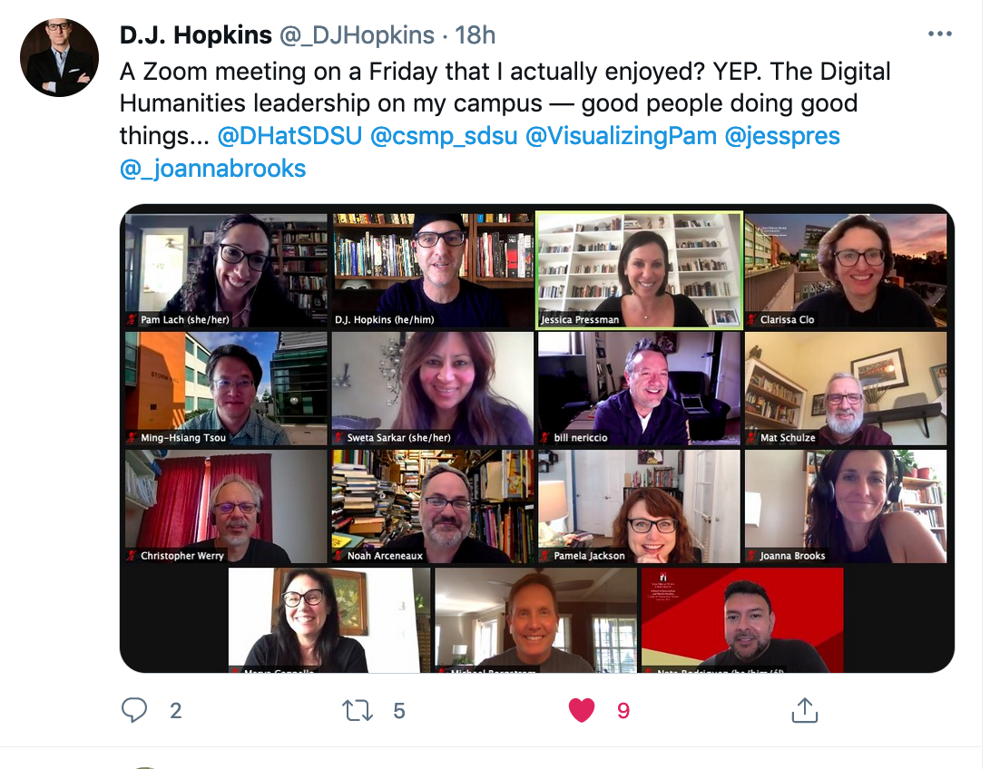 D.J. Hopkins @_DJHopkins · 18h
A Zoom meeting on a Friday that I actually enjoyed? YEP. The Digital
Humanities leadership on my campus — good people doing good
things... @DHatSDSU @csmp_sdsu @VisualizingPam @jesspres
@_joannabrooks
Pam Lach (she/her)
D.J. Hopkins (he/him)
Jessica Pressman
Clarissa Clo
STORM HALL
Ming-Hsiang Tsou
Sweta Sarkar (she/her)
bill nericcio
Mat Schulze
Christopher Werry
Noah Arceneaux
Pamela Jackson
Joanna Brooks
2
5
9